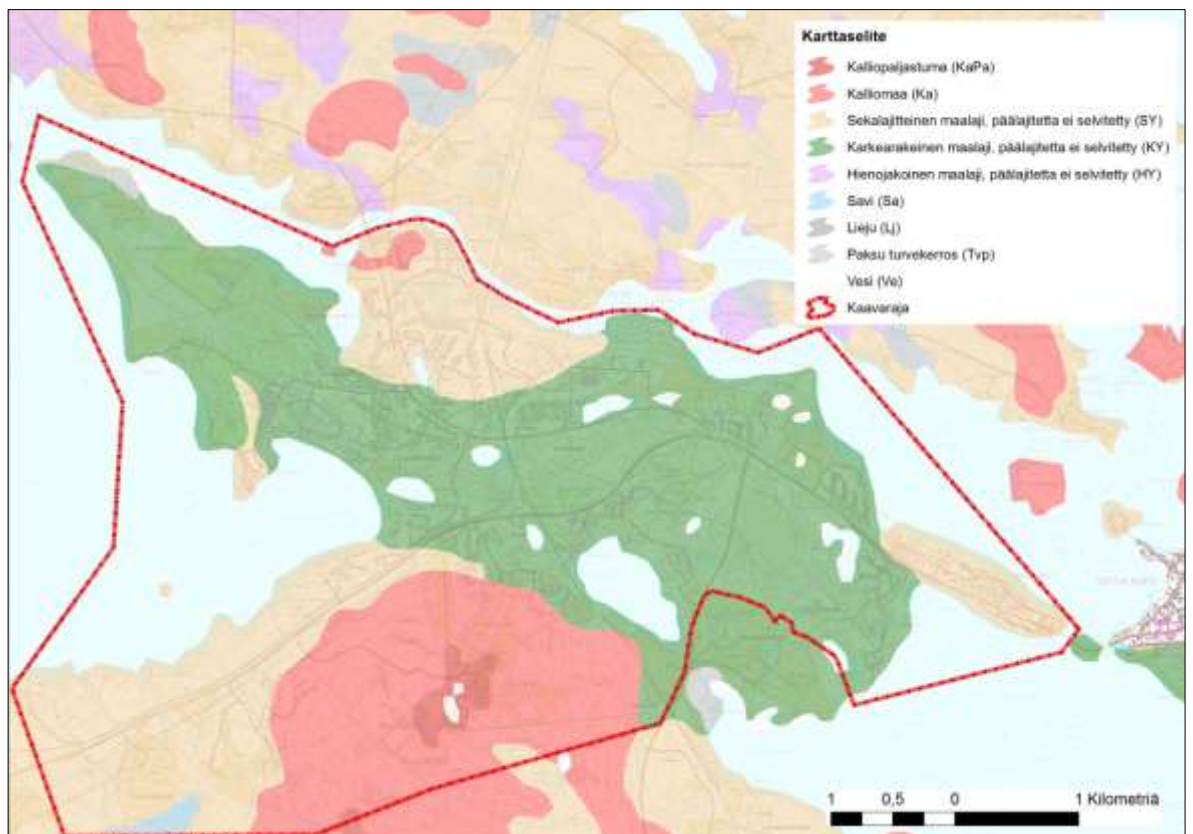 Karttaselite
Kalliopaljastuma (KaPa)
Kalliomaa (Ka)
Sekalajitteinen maalaji, päälajitetta ei selvitetty (SY)
Karkearakeinen maalaji, päälajitetta ei selvitetty (KY)
Hienojakoinen maalaji, päälajitetta ei selvitetty (HY)
Savi (Sa)
Lieju (Lj)
Paksu turvekerros (Tvp)
Vesi (Ve)
Kaavaraja
1 0,5 0 1 Kilometriä